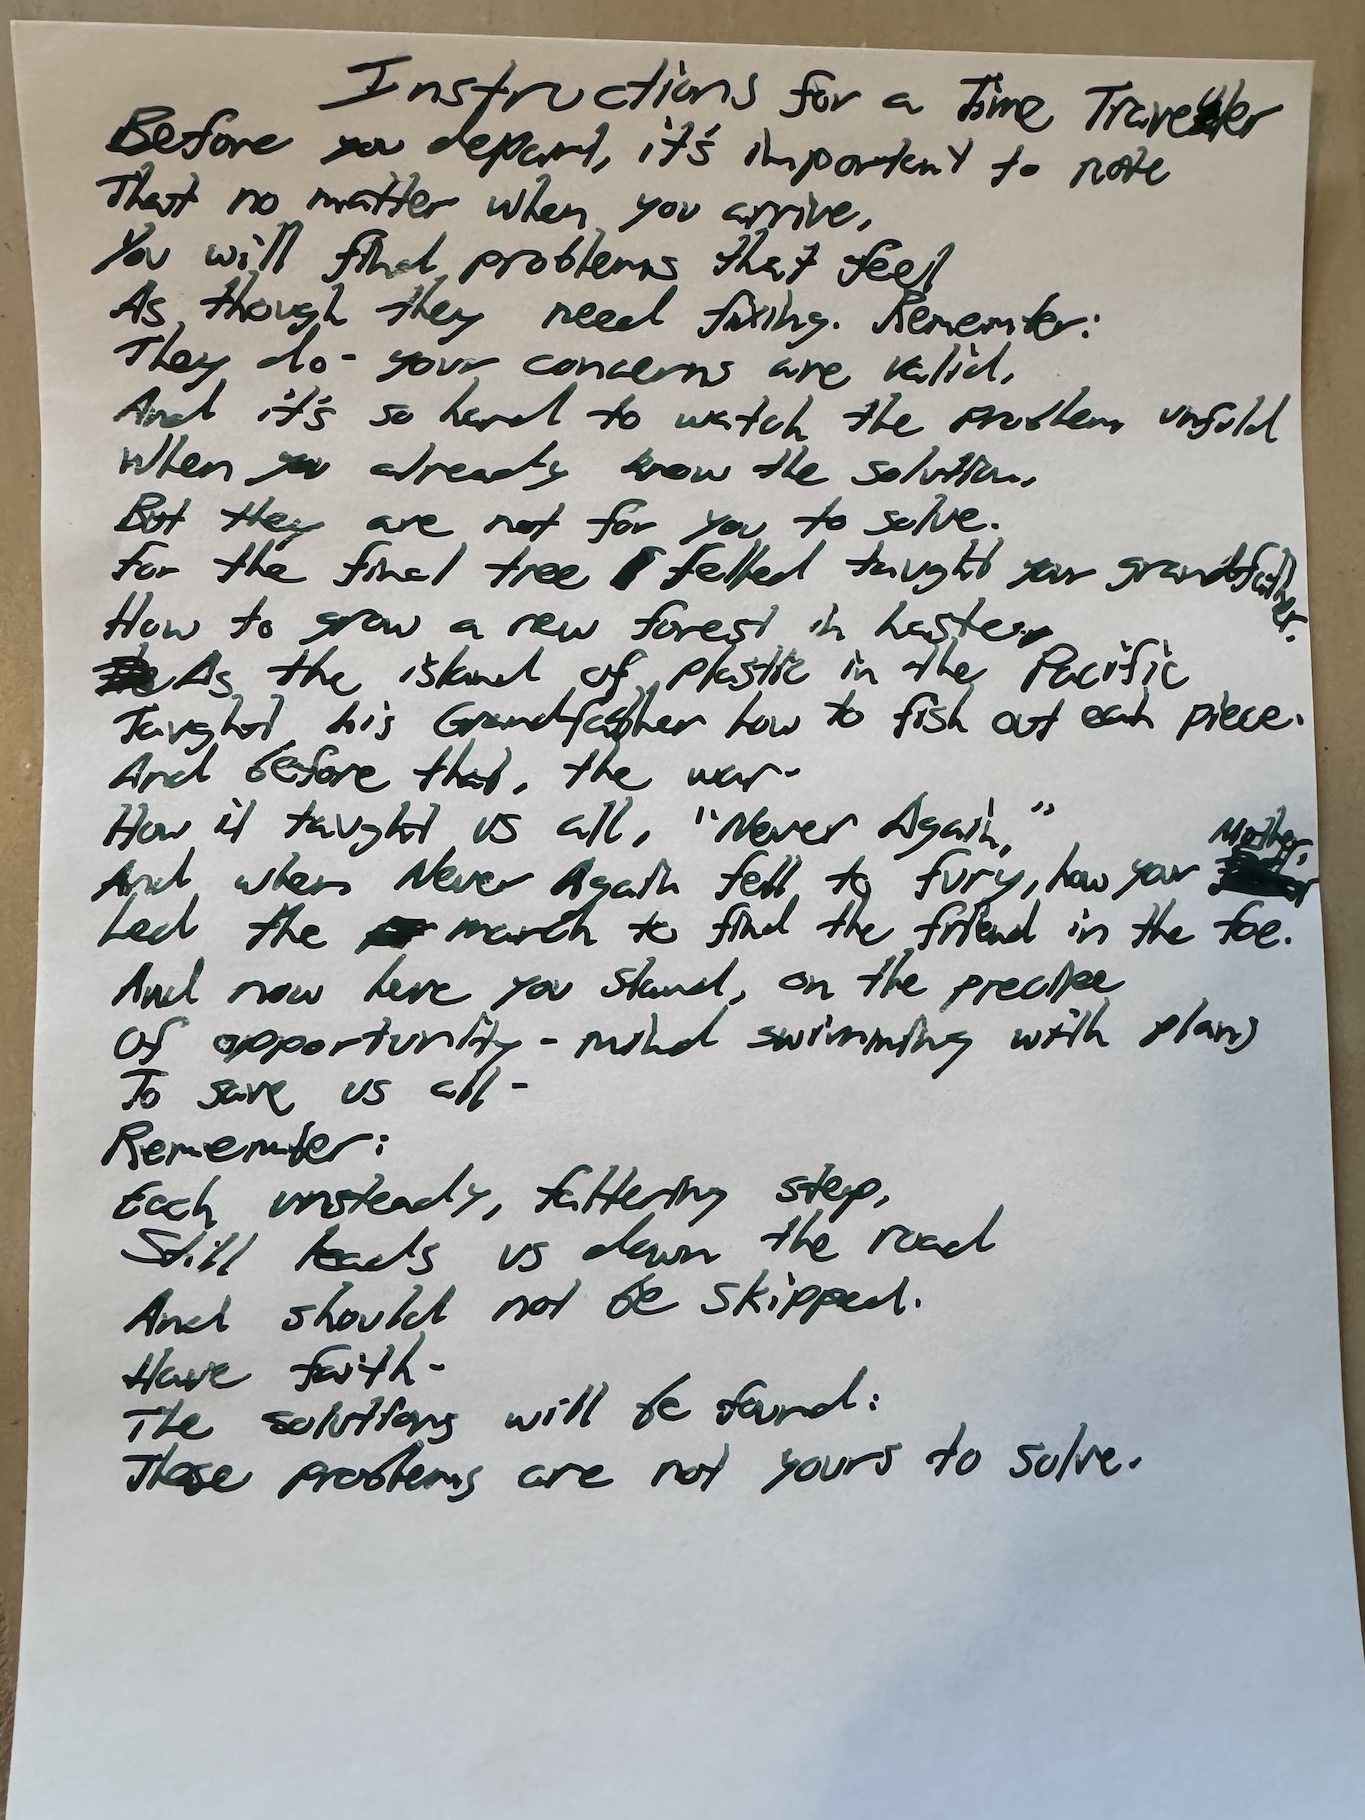 Instructions for a Time Traveller
Before you depart, it's important to note
That no matter when you arrive,
You will find problems that feel
As though they need fixing. Remember:
They do - your concerns are valid,
And it's so hard to watch the problem unfold
When you already know the solution.
But they are not for you to solve.
For the final tree felled taught your grandfather.
How to grow a new forest in haste.
As the island of plastic in the Pacific
Taught his Grandfather how to fish out each piece.
And before that, the war-
How it taught us all, "Never Again,"
And when Never Again fell to fury, how your Mother,
Led the march to find the friend in the foe.
And now here you stand, on the precipe
Of opportunity - mind swimming with plans
To save us all -
Remember:
Each unsteady, faltering step,
Still leads us down the road
And should not be skipped.
Have faith -
The solutions will be found:
These problems are not yours to solve.